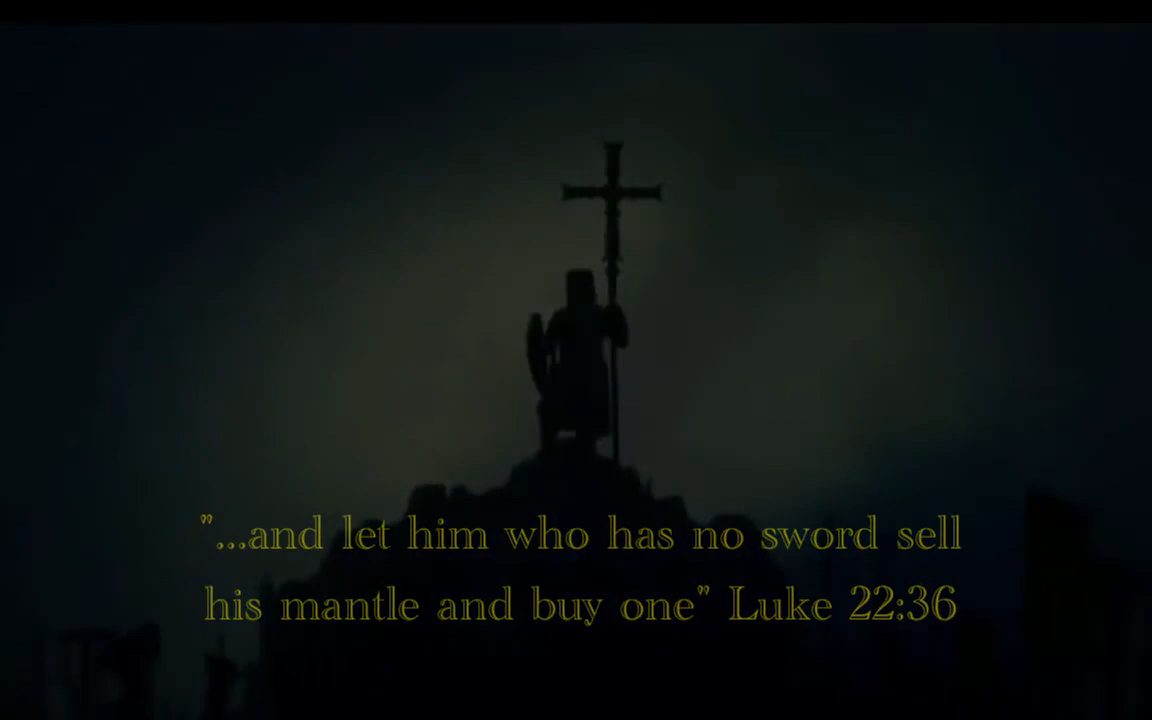 "...and let him who has no sword sell
his mantle and buy one" Luke 22:36